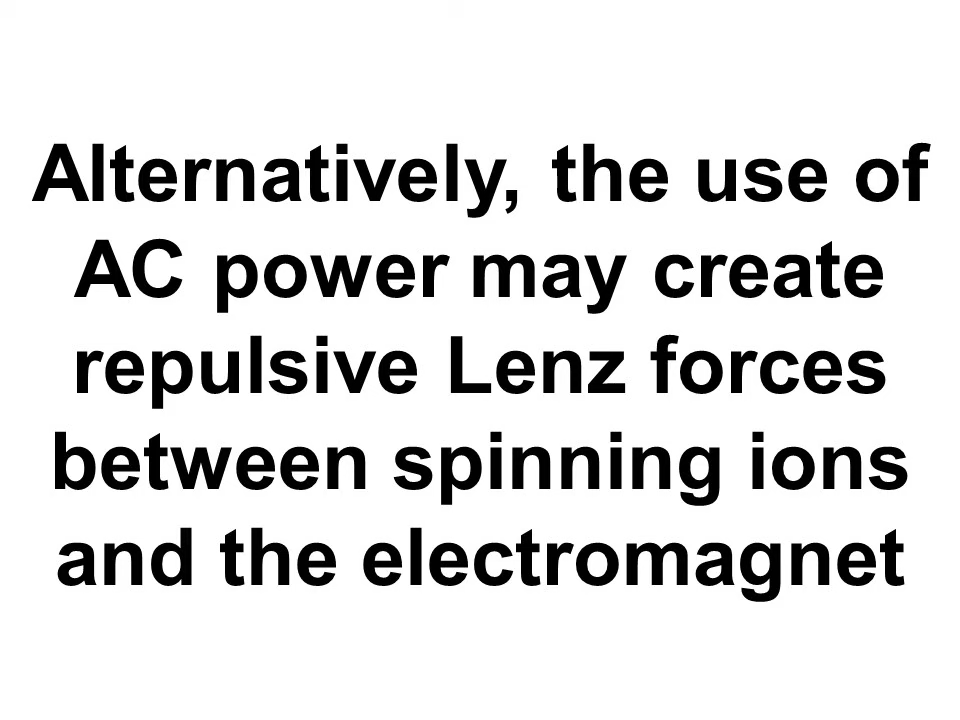 Alternatively, the use of
AC power may create
repulsive Lenz forces
between spinning ions
and the electromagnet